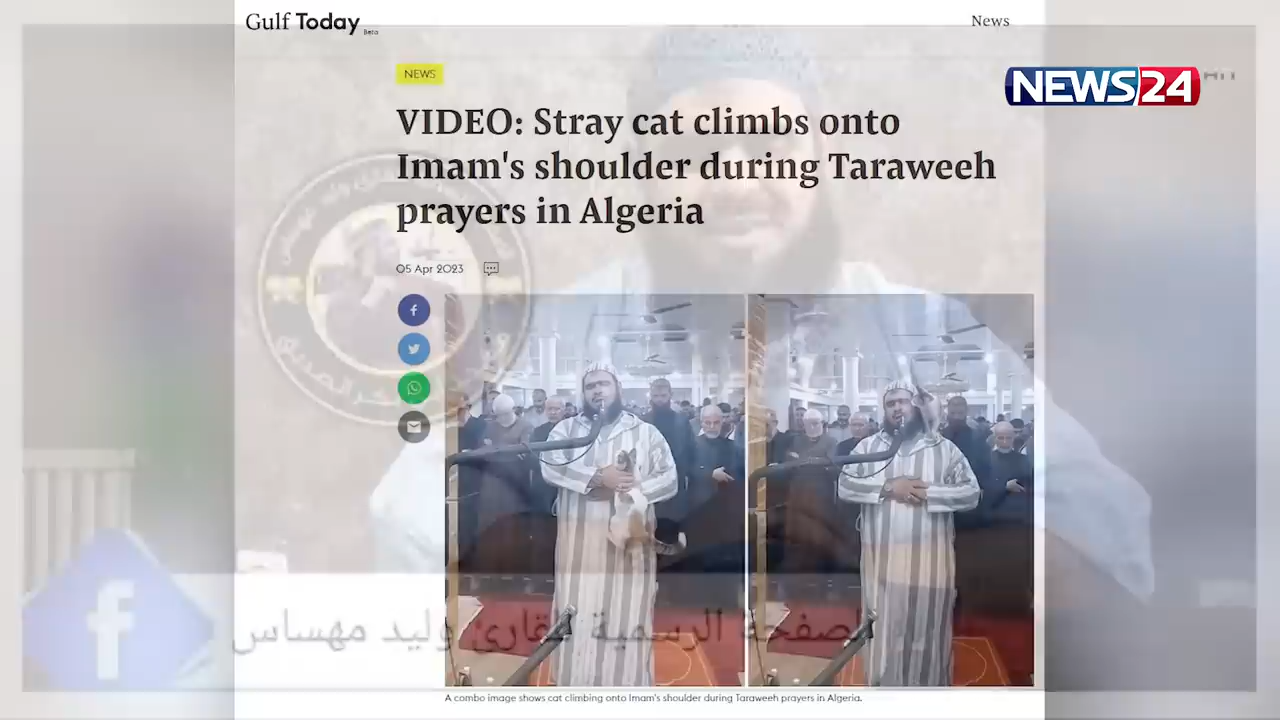 Gulf Today
Beta
News
NEWS
NEWS24
VIDEO: Stray cat climbs onto
Imam's shoulder during Taraweeh
prayers in Algeria
05 Apr 2023
الصفحة الرسمية للقارئ وليد مهساس
A combo image shows cat climbing onto Imam's shoulder during Taraweeh prayers in Algeria.